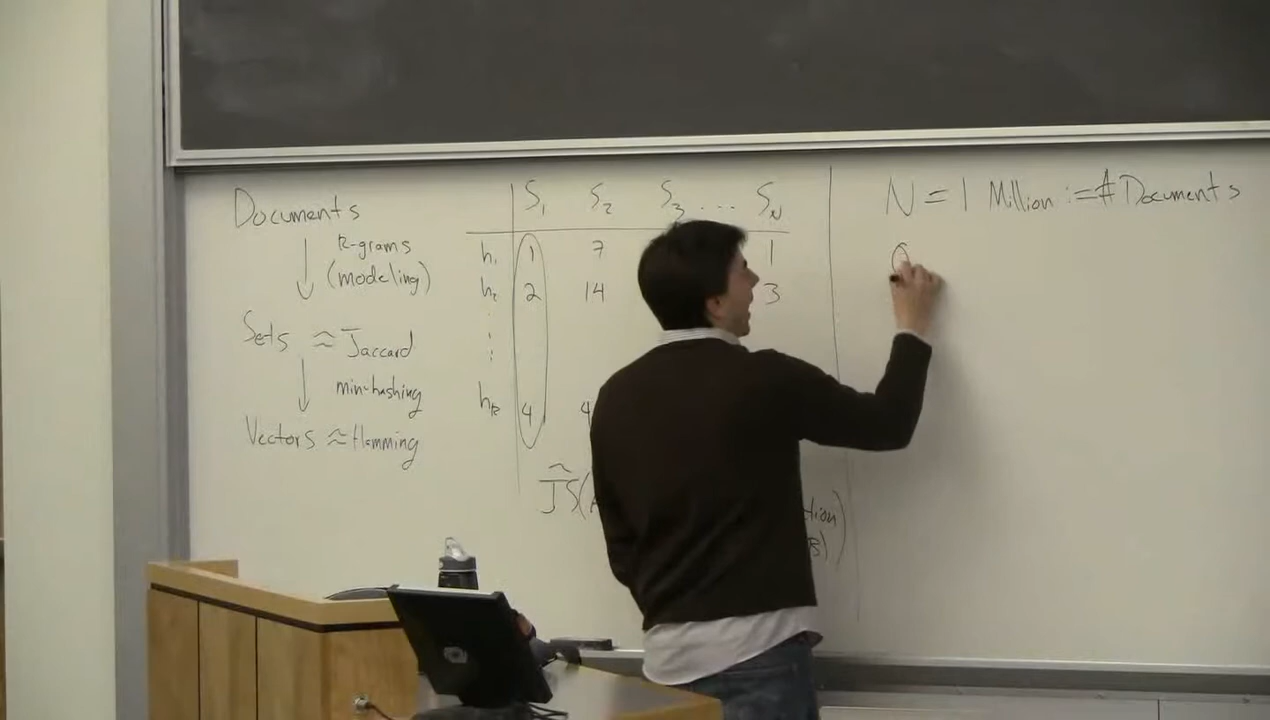 Documents
k-grams
(modeling)
Sets ≈ Jaccard
min-hashing
Vectors ≈ Hamming
S₁ S₂ S₃ ... S_N
h₁ 1 7 1
h₂ 2 14 3
⋮
h_k 4 4
J̃S(
N = 1 Million := # Documents